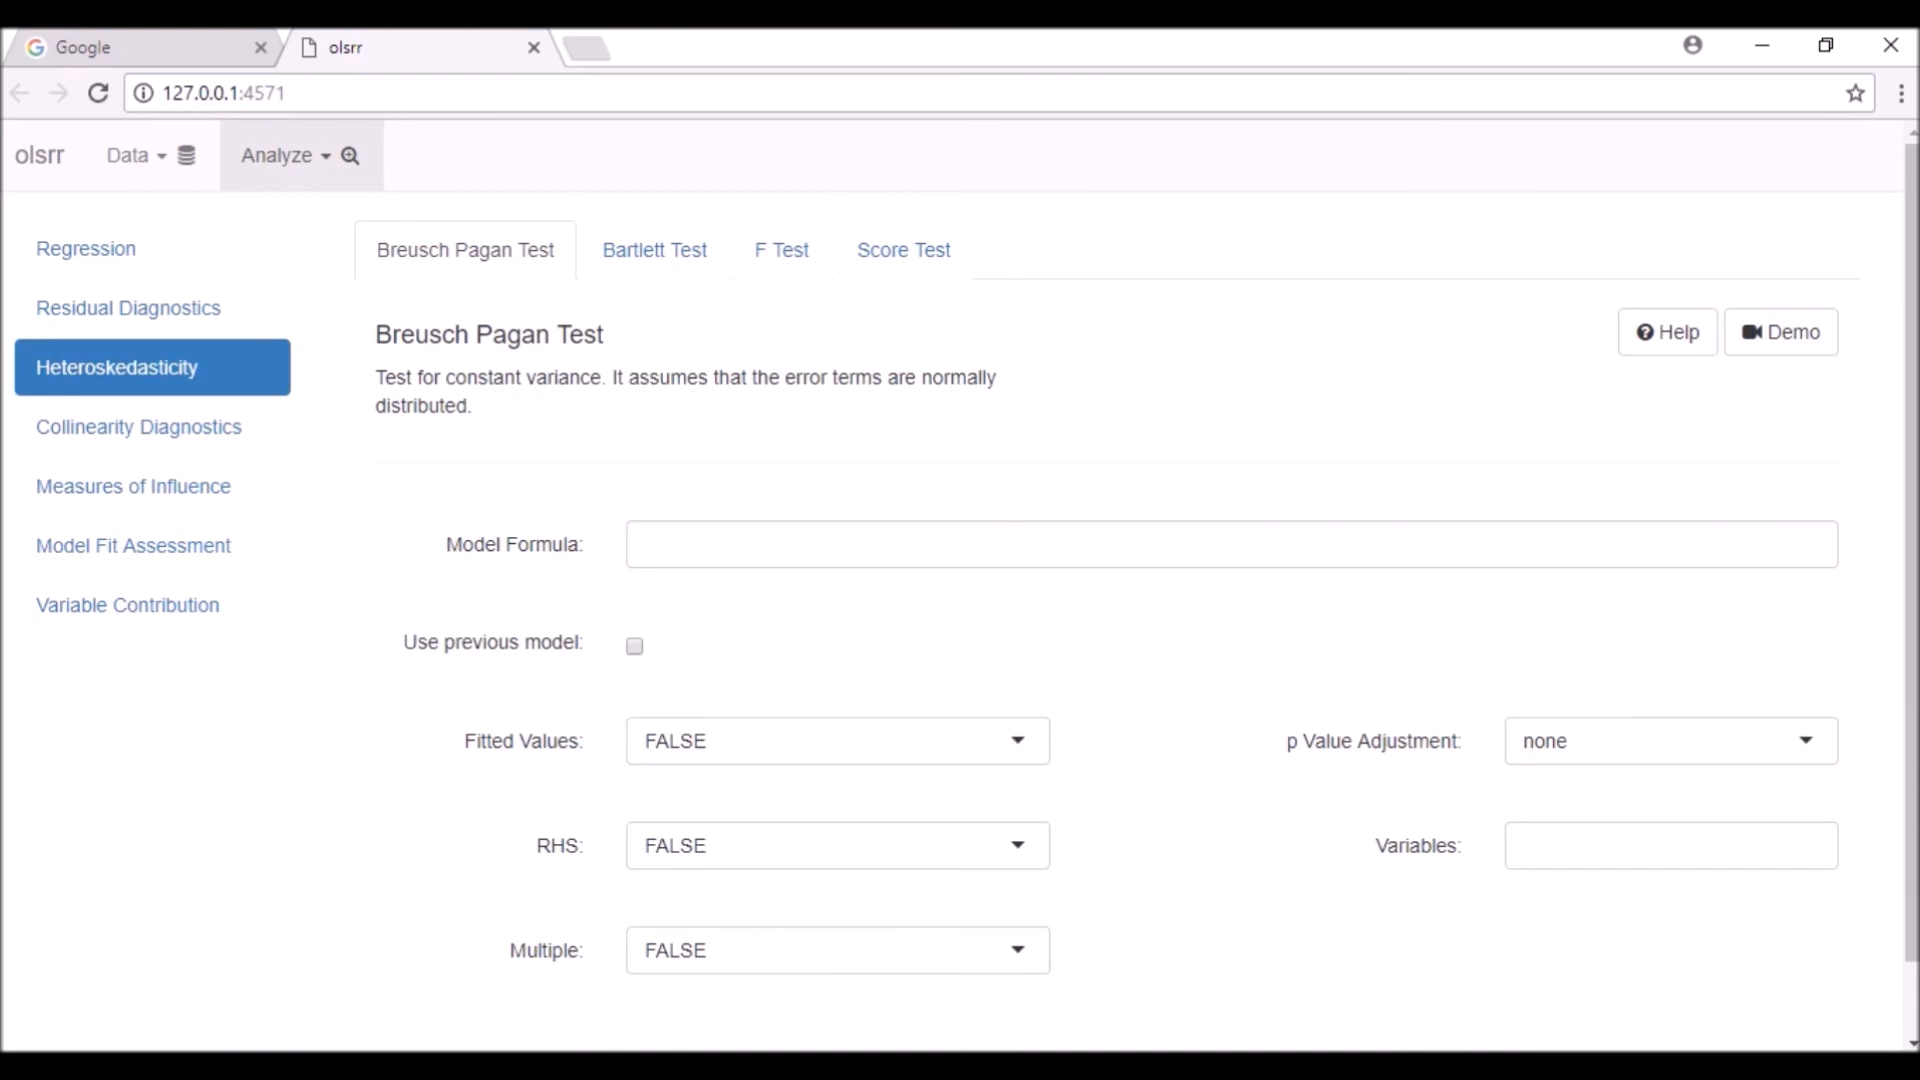 Google
olsrr
127.0.0.1:4571
olsrr Data Analyze
Regression
Residual Diagnostics
Heteroskedasticity
Collinearity Diagnostics
Measures of Influence
Model Fit Assessment
Variable Contribution
Breusch Pagan Test Bartlett Test F Test Score Test
Breusch Pagan Test
Help Demo
Test for constant variance. It assumes that the error terms are normally
distributed.
Model Formula:
Use previous model:
Fitted Values: FALSE p Value Adjustment: none
RHS: FALSE Variables:
Multiple: FALSE